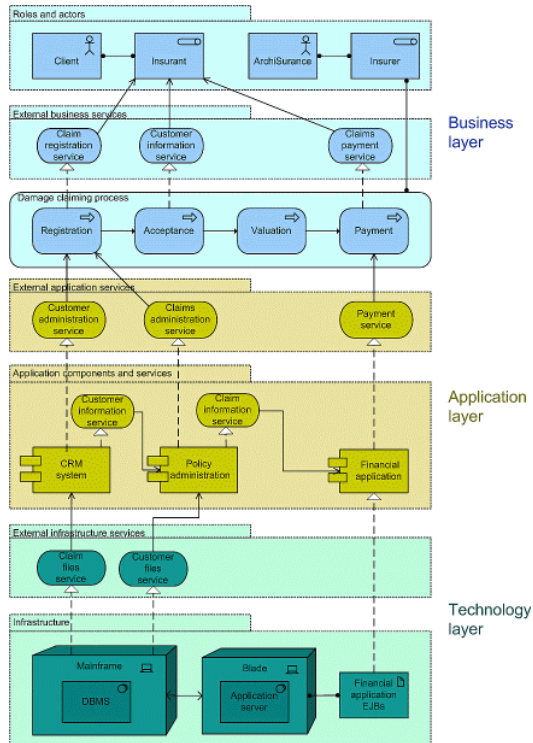 Roles and actors
Client
Insurant
ArchiSurance
Insurer
External business services
Claim
registration
service
Customer
information
service
Claims
payment
service
Business
layer
Damage claiming process
Registration
Acceptance
Valuation
Payment
External application services
Customer
administration
service
Claims
administration
service
Payment
service
Application components and services
Customer
information
service
Claim
information
service
Application
layer
CRM
system
Policy
administration
Financial
application
External infrastructure services
Claim
files
service
Customer
files
service
Technology
layer
Infrastructure
Mainframe
DBMS
Blade
Application
server
Financial
application
EJBs